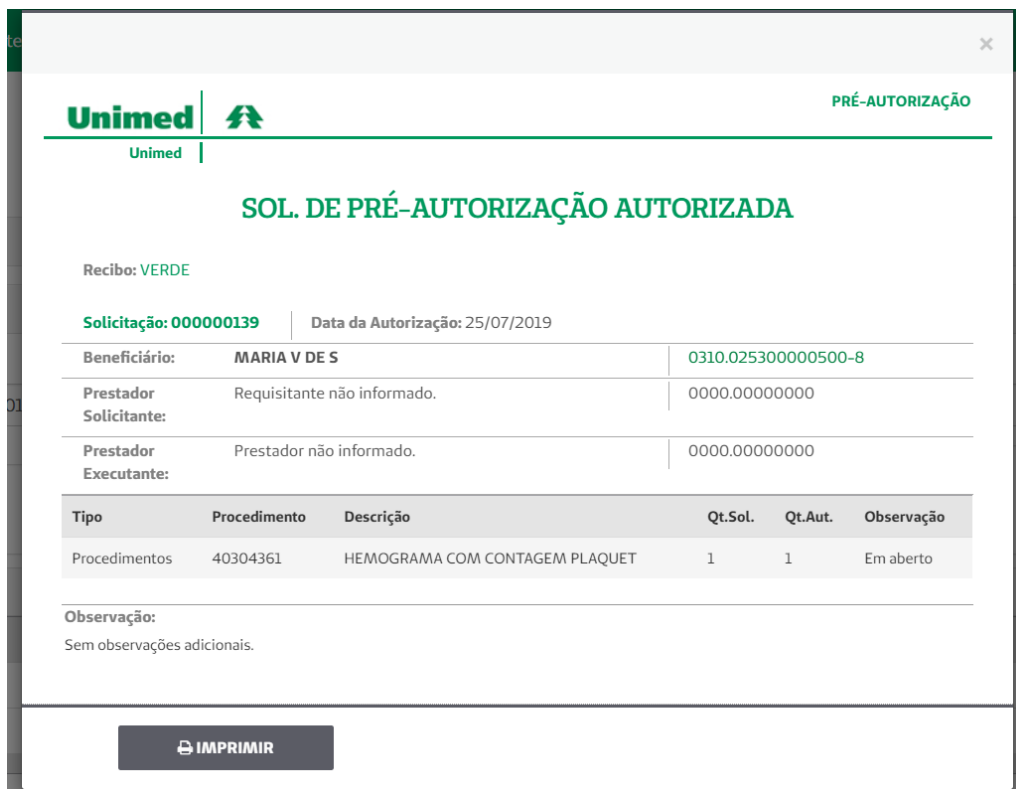 te
×
PRÉ-AUTORIZAÇÃO
Unimed
Unimed
SOL. DE PRÉ-AUTORIZAÇÃO AUTORIZADA
Recibo: VERDE
Solicitação: 000000139 Data da Autorização: 25/07/2019
Beneficiário: MARIA V DE S 0310.025300000500-8
Prestador Requisitante não informado. 0000.00000000
Solicitante:
01
Prestador Prestador não informado. 0000.00000000
Executante:
Tipo Procedimento Descrição Qt.Sol. Qt.Aut. Observação
Procedimentos 40304361 HEMOGRAMA COM CONTAGEM PLAQUET 1 1 Em aberto
Observação:
Sem observações adicionais.
IMPRIMIR